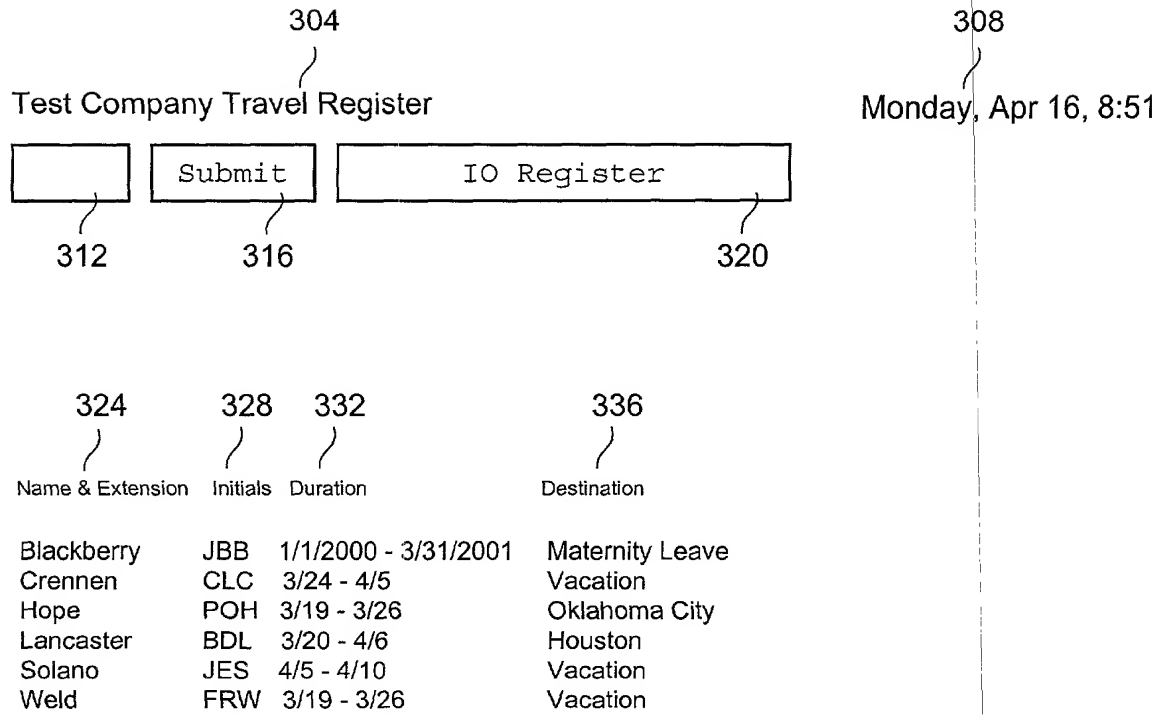 304 308
Test Company Travel Register Monday, Apr 16, 8:51
Submit IO Register
312 316 320
324 328 332 336
Name & Extension Initials Duration Destination
Blackberry JBB 1/1/2000 - 3/31/2001 Maternity Leave
Crennen CLC 3/24 - 4/5 Vacation
Hope POH 3/19 - 3/26 Oklahoma City
Lancaster BDL 3/20 - 4/6 Houston
Solano JES 4/5 - 4/10 Vacation
Weld FRW 3/19 - 3/26 Vacation